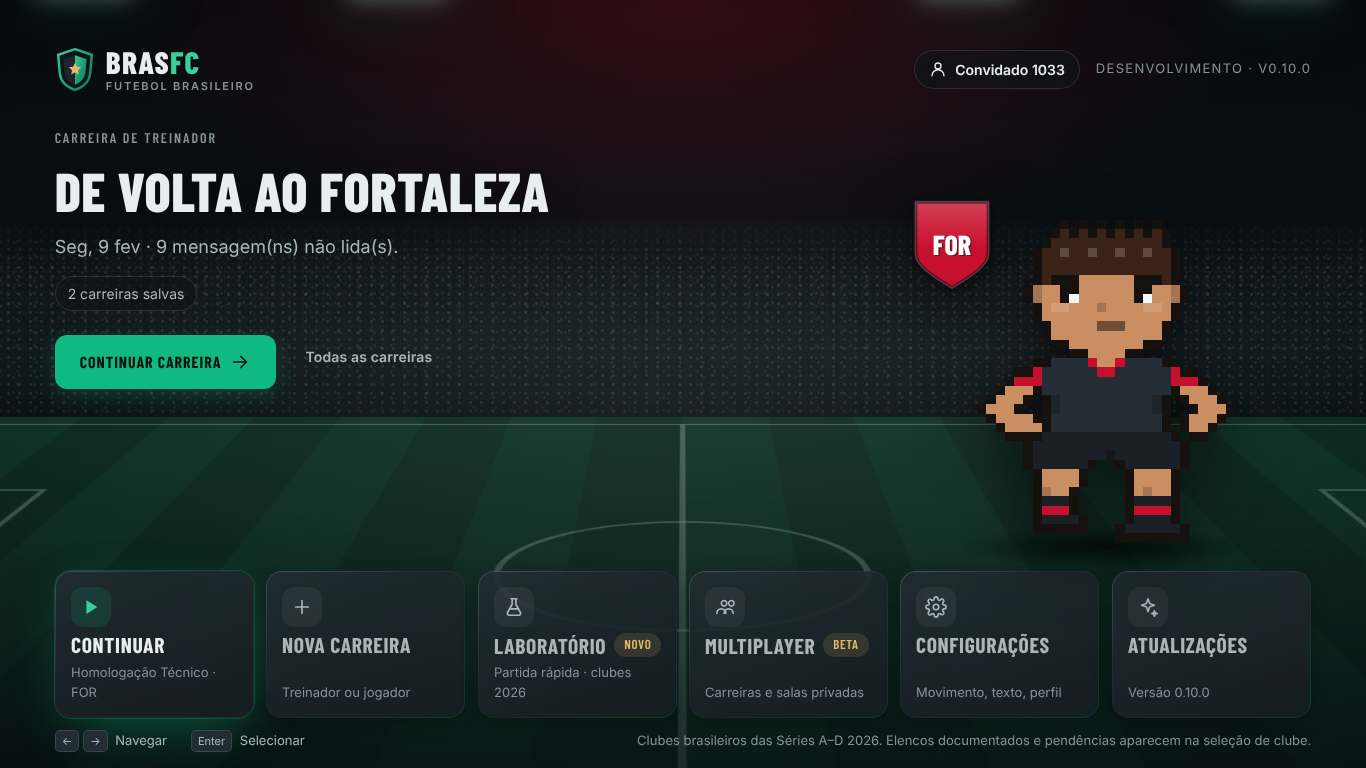 BRASFC
FUTEBOL BRASILEIRO
Convidado 1033
DESENVOLVIMENTO · V0.10.0
CARREIRA DE TREINADOR
DE VOLTA AO FORTALEZA
Seg, 9 fev · 9 mensagem(ns) não lida(s).
2 carreiras salvas
CONTINUAR CARREIRA →
Todas as carreiras
FOR
CONTINUAR
Homologação Técnico ·
FOR
NOVA CARREIRA
Treinador ou jogador
LABORATÓRIO NOVO
Partida rápida · clubes
2026
MULTIPLAYER BETA
Carreiras e salas privadas
CONFIGURAÇÕES
Movimento, texto, perfil
ATUALIZAÇÕES
Versão 0.10.0
← → Navegar Enter Selecionar
Clubes brasileiros das Séries A–D 2026. Elencos documentados e pendências aparecem na seleção de clube.